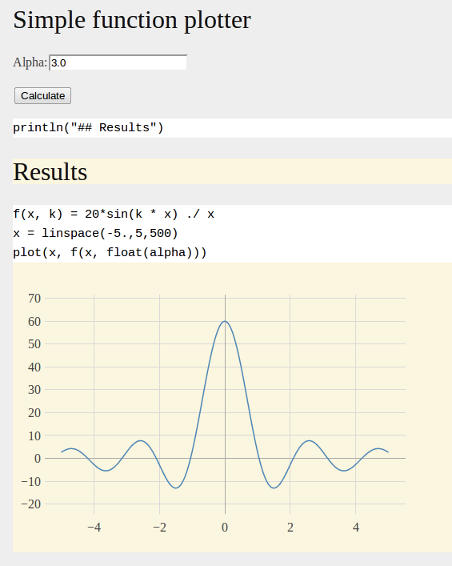 Simple function plotter
Alpha: 3.0
Calculate
println("## Results")
Results
f(x, k) = 20*sin(k * x) ./ x
x = linspace(-5.,5,500)
plot(x, f(x, float(alpha)))
70
60
50
40
30
20
10
0
−10
−20
−4 −2 0 2 4